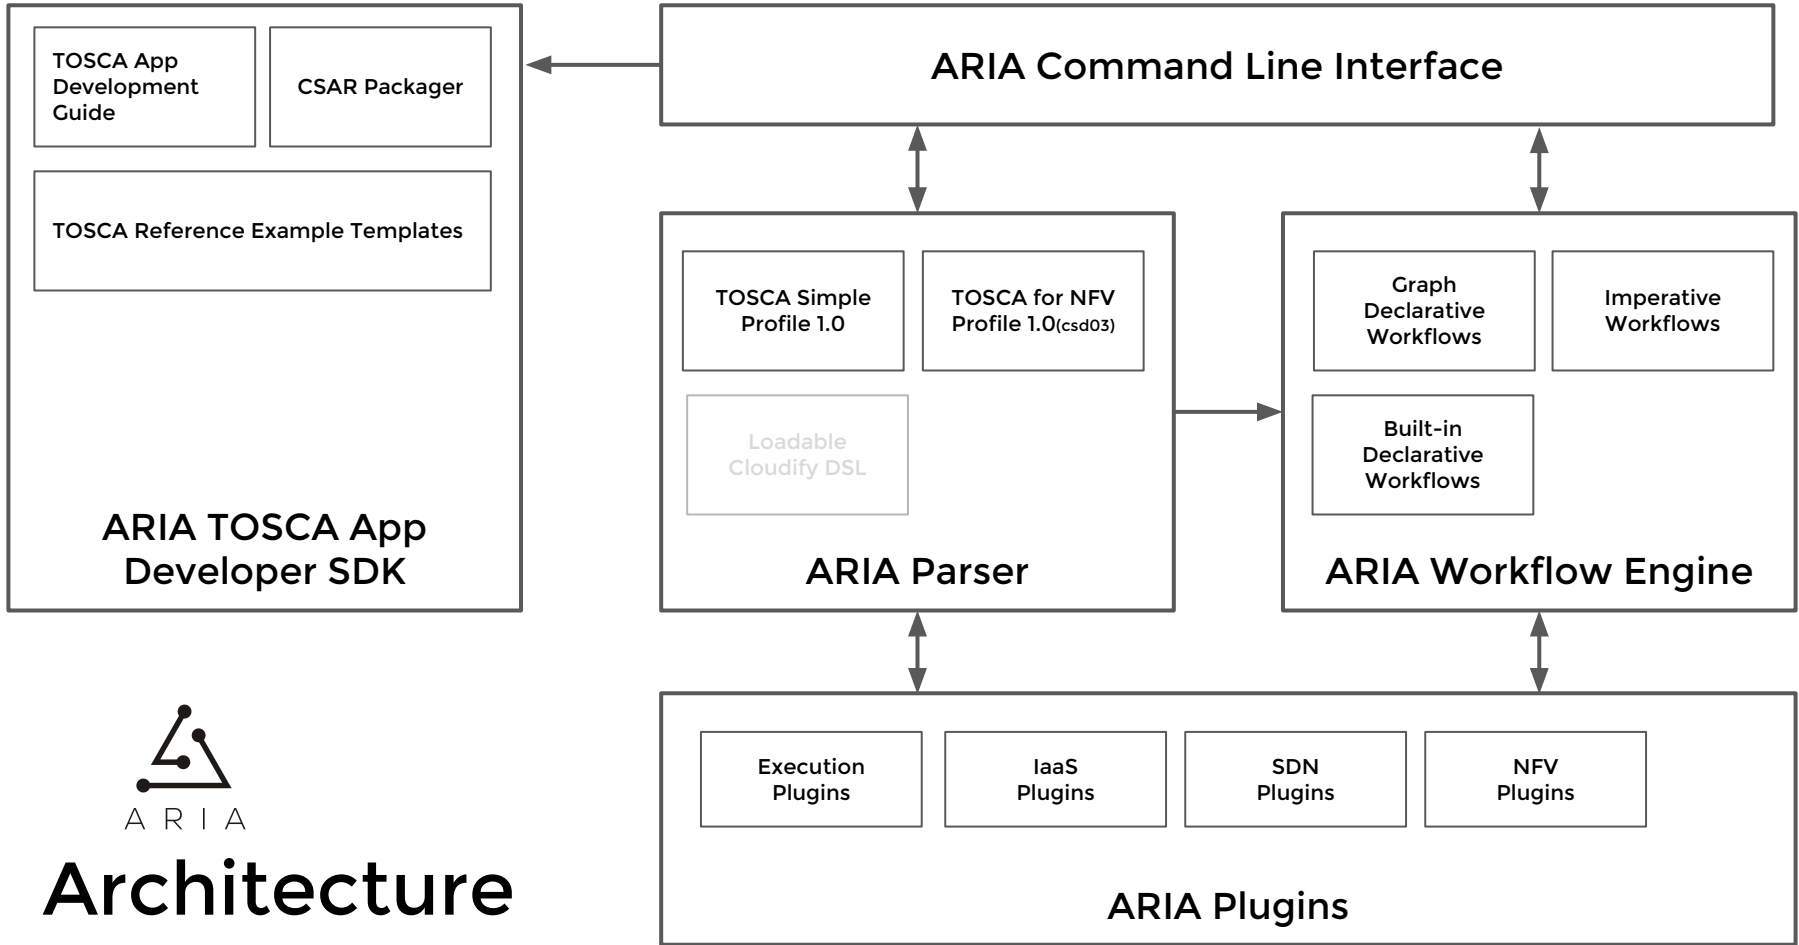 TOSCA App
Development
Guide
CSAR Packager
TOSCA Reference Example Templates
ARIA TOSCA App
Developer SDK
ARIA Command Line Interface
TOSCA Simple
Profile 1.0
TOSCA for NFV
Profile 1.0(csd03)
Loadable
Cloudify DSL
ARIA Parser
Graph
Declarative
Workflows
Imperative
Workflows
Built-in
Declarative
Workflows
ARIA Workflow Engine
Execution
Plugins
IaaS
Plugins
SDN
Plugins
NFV
Plugins
ARIA Plugins
ARIA
Architecture